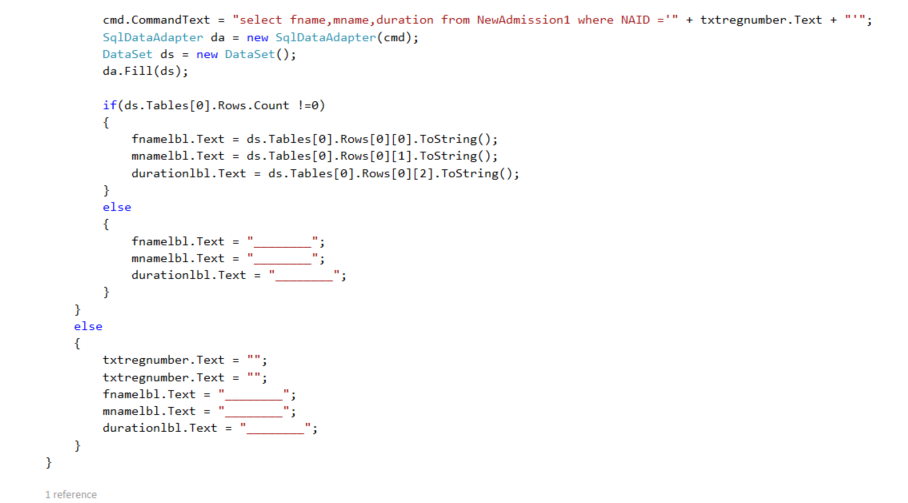 cmd.CommandText = "select fname,mname,duration from NewAdmission1 where NAID ='" + txtregnumber.Text + "'";
SqlDataAdapter da = new SqlDataAdapter(cmd);
DataSet ds = new DataSet();
da.Fill(ds);
if(ds.Tables[0].Rows.Count !=0)
{
fnamelbl.Text = ds.Tables[0].Rows[0][0].ToString();
mnamelbl.Text = ds.Tables[0].Rows[0][1].ToString();
durationlbl.Text = ds.Tables[0].Rows[0][2].ToString();
}
else
{
fnamelbl.Text = "________";
mnamelbl.Text = "________";
durationlbl.Text = "________";
}
}
else
{
txtregnumber.Text = "";
txtregnumber.Text = "";
fnamelbl.Text = "________";
mnamelbl.Text = "________";
durationlbl.Text = "________";
}
}
1 reference